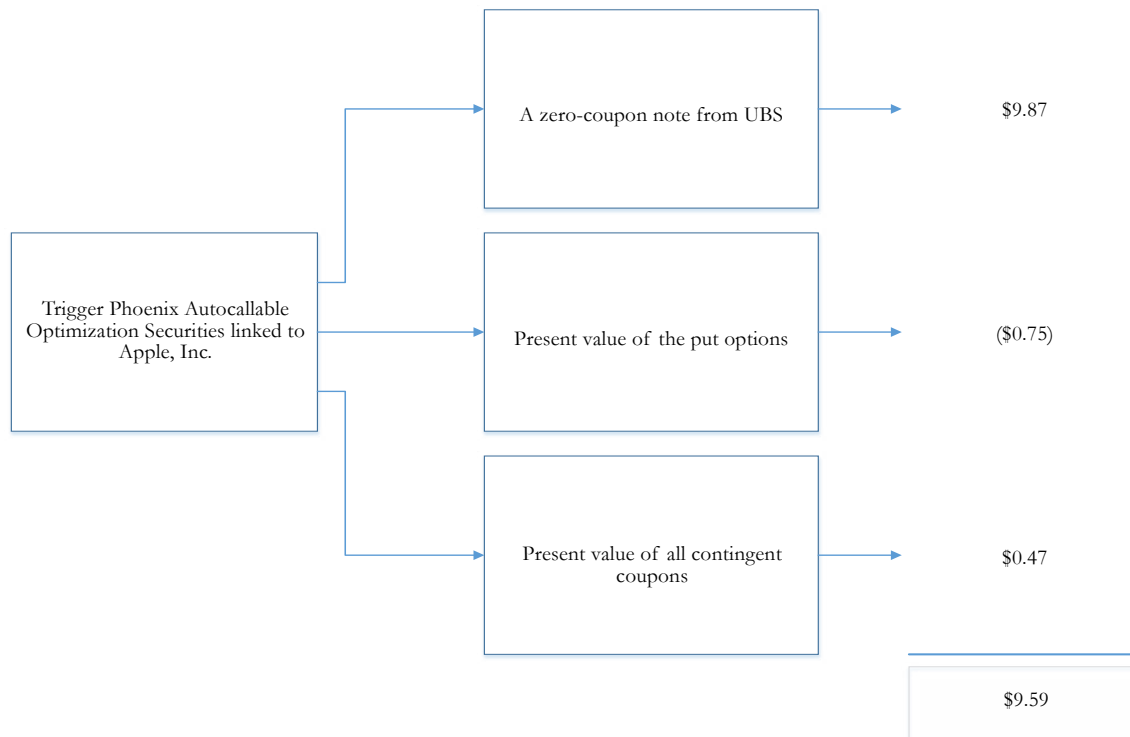 A zero-coupon note from UBS
$9.87
Trigger Phoenix Autocallable
Optimization Securities linked to
Apple, Inc.
Present value of the put options
($0.75)
Present value of all contingent
coupons
$0.47
$9.59